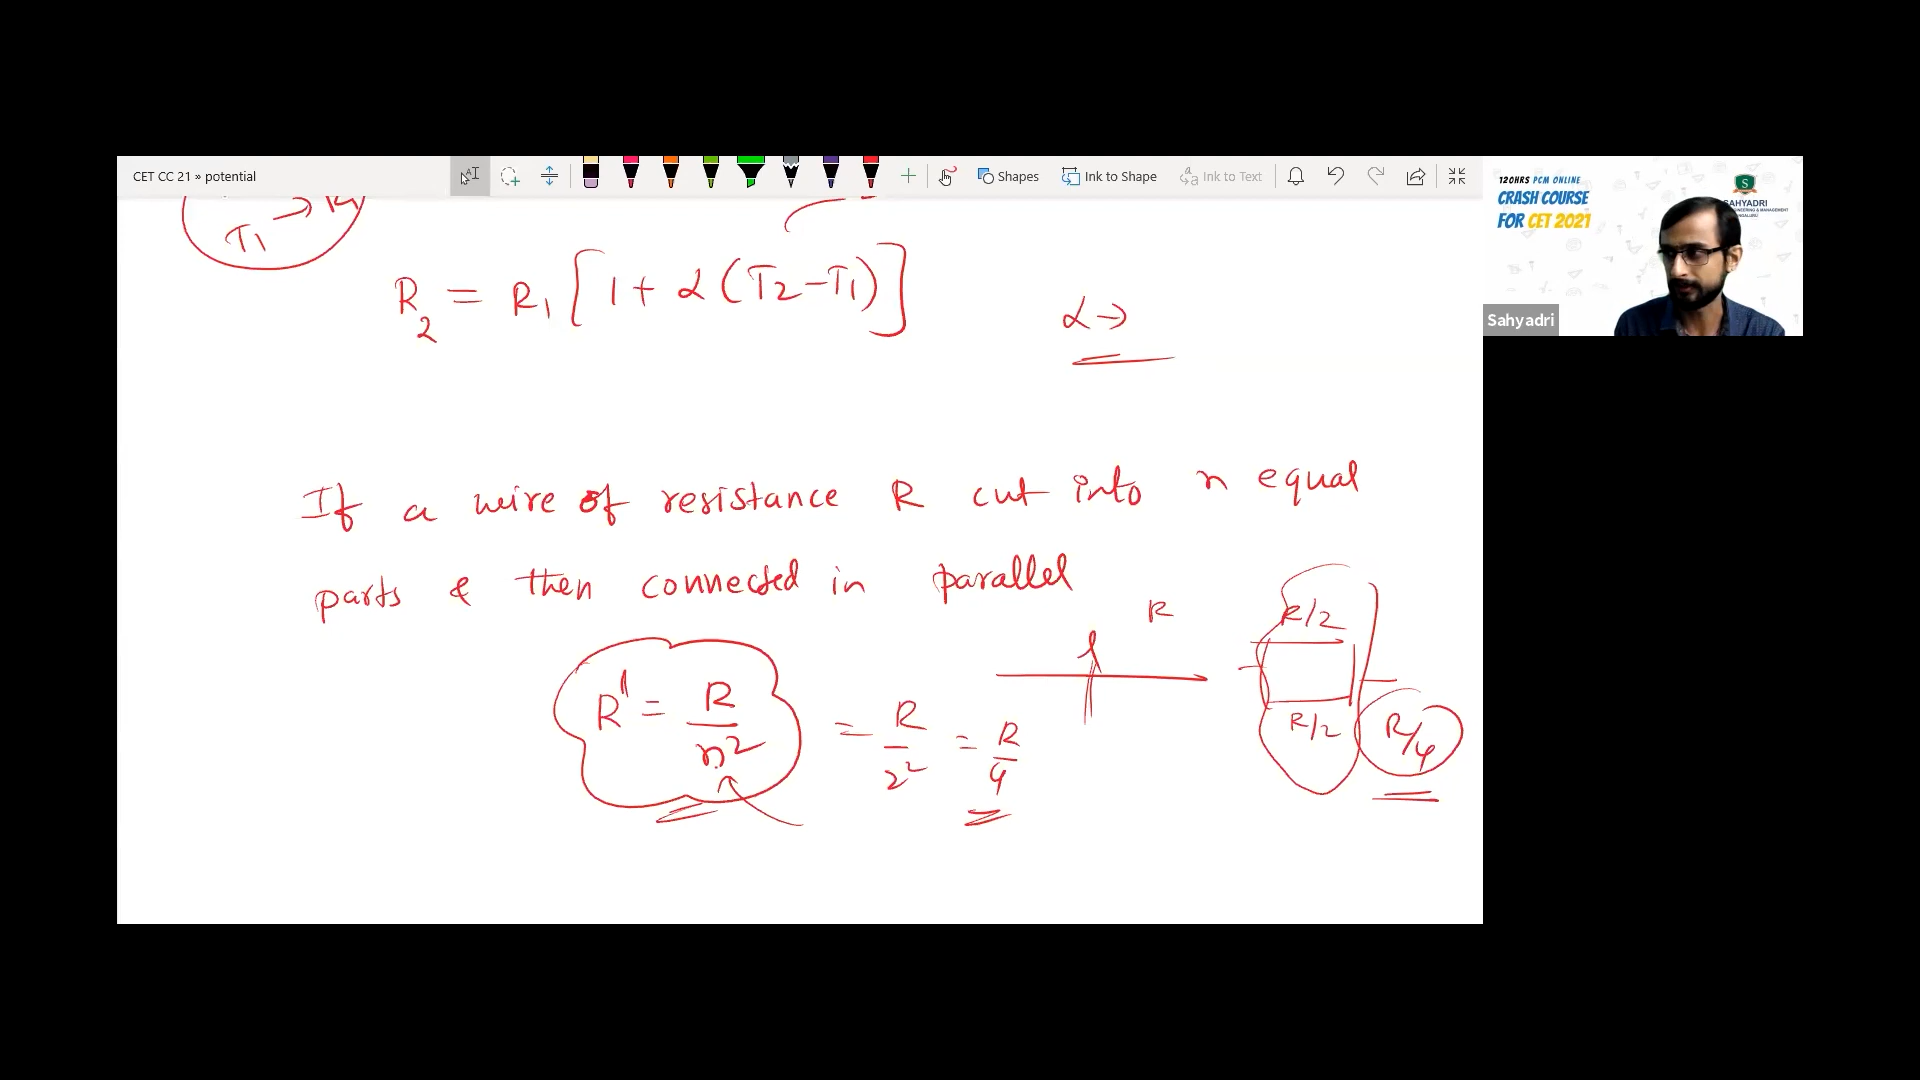 CET CC 21 » potential
Shapes
Ink to Shape
Ink to Text
120HRS PCM ONLINE
CRASH COURSE
FOR CET 2021
S
SAHYADRI
Sahyadri
T₁ →
R₂ = R₁ [1 + α (T₂ - T₁)]
α →
If a wire of resistance R cut into n equal
parts & then connected in parallel
R
R/2
R' = R/n² = R/2² = R/4
R/2
R/4